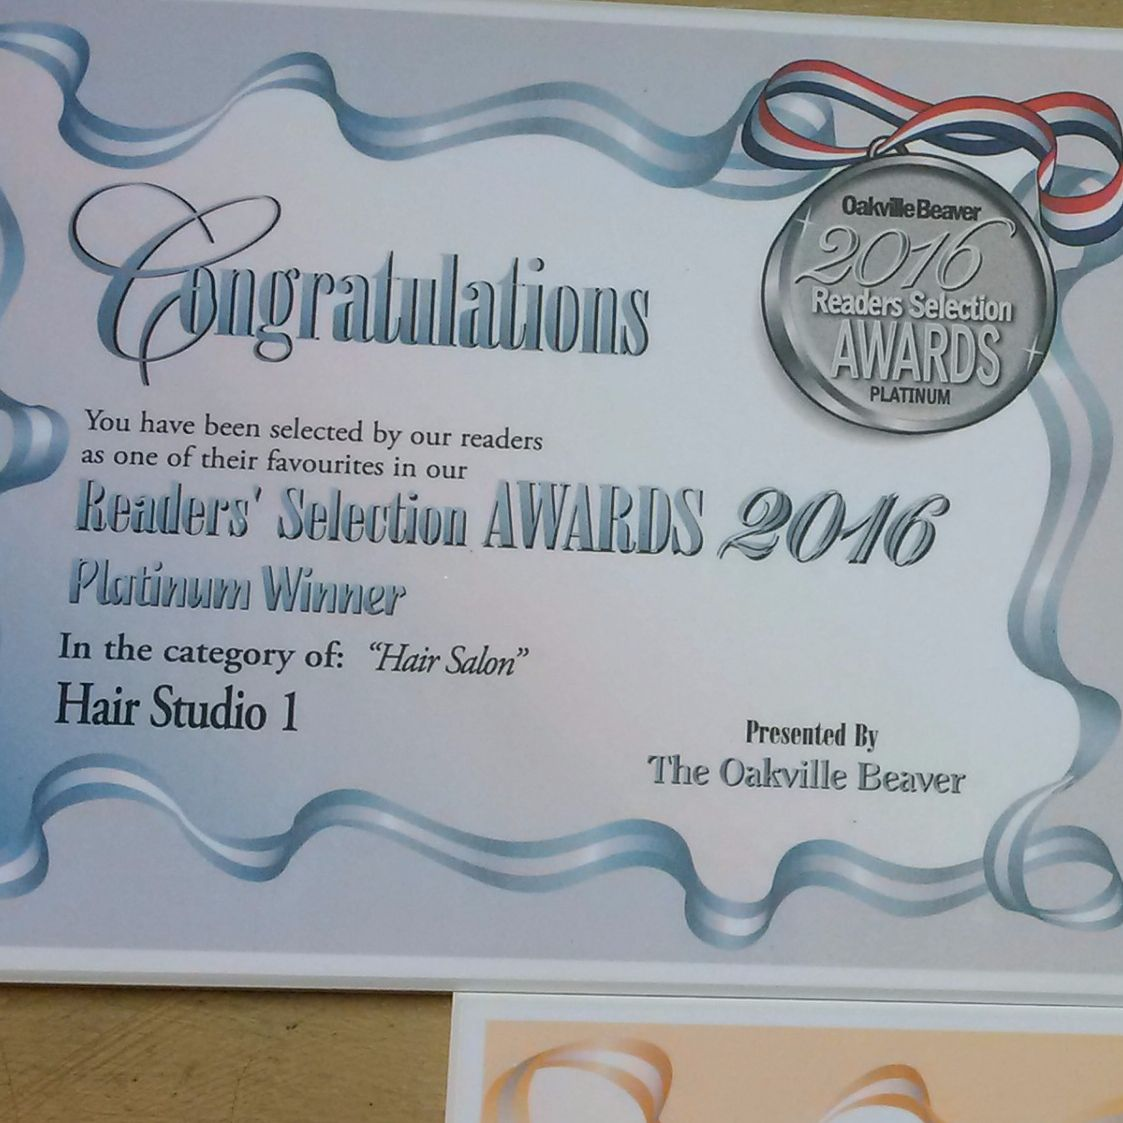 Oakville Beaver
2016
Readers Selection
AWARDS
PLATINUM
Congratulations
You have been selected by our readers
as one of their favourites in our
Readers' Selection AWARDS 2016
Platinum Winner
In the category of: “Hair Salon”
Hair Studio 1
Presented By
The Oakville Beaver